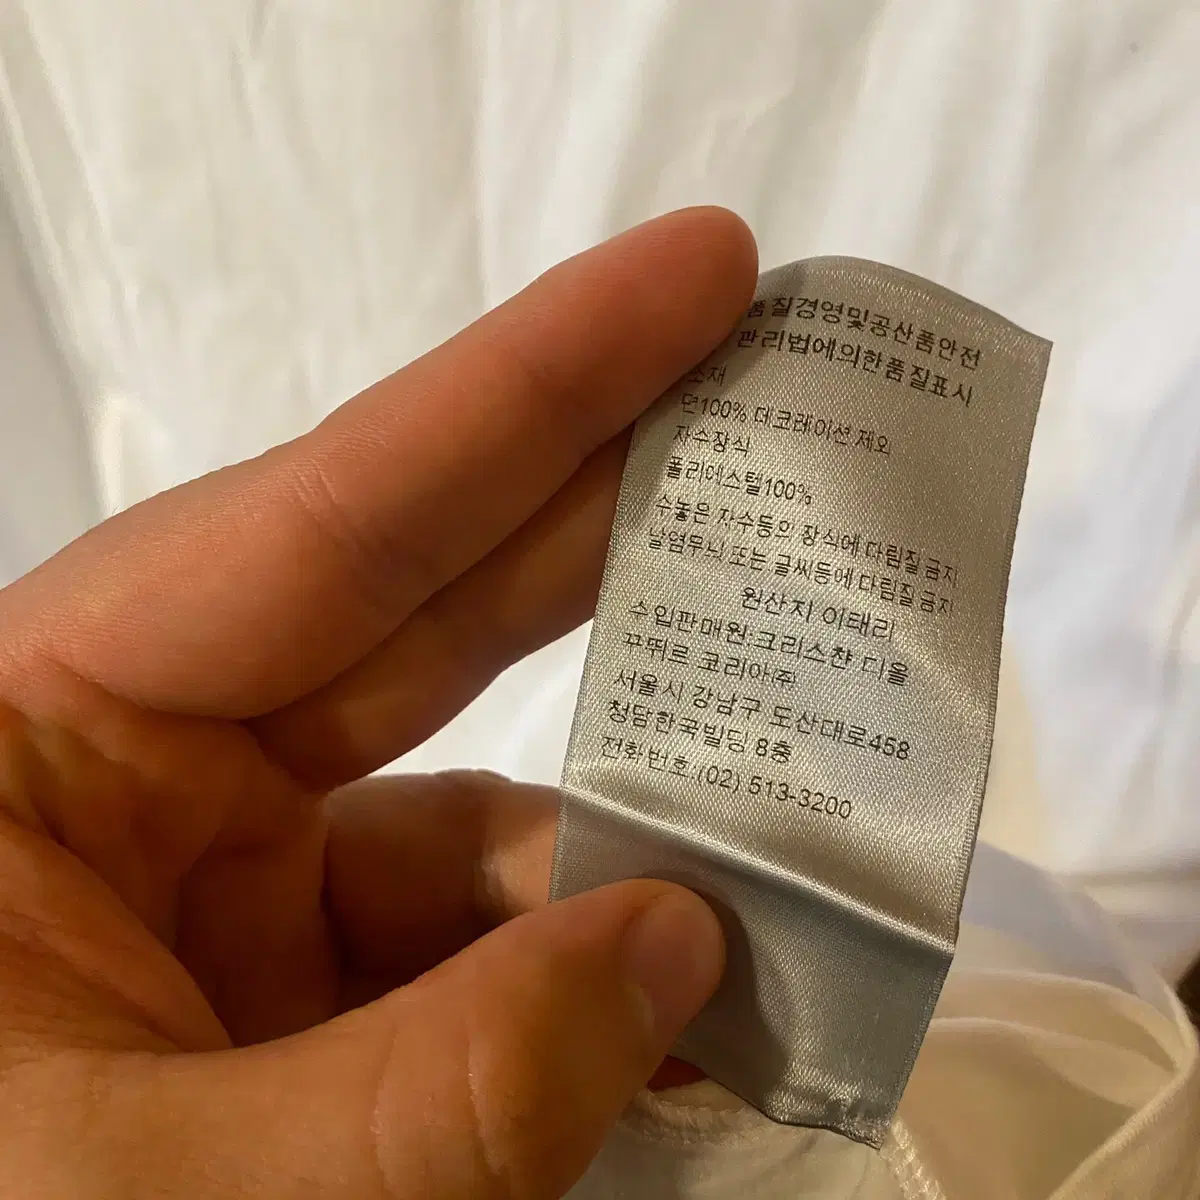 품질경영및공산품안전
관리법에의한품질표시
소재
면100% 데코레이션 제외
자수장식
폴리에스텔100%
수놓은 자수등의 장식에 다림질 금지
날염무늬 또는 글씨등에 다림질 금지
원산지 이태리
수입판매원:크리스챤 디올
꾸뛰르 코리아(주)
서울시 강남구 도산대로458
청담한국빌딩 8층
전화번호:(02) 513-3200